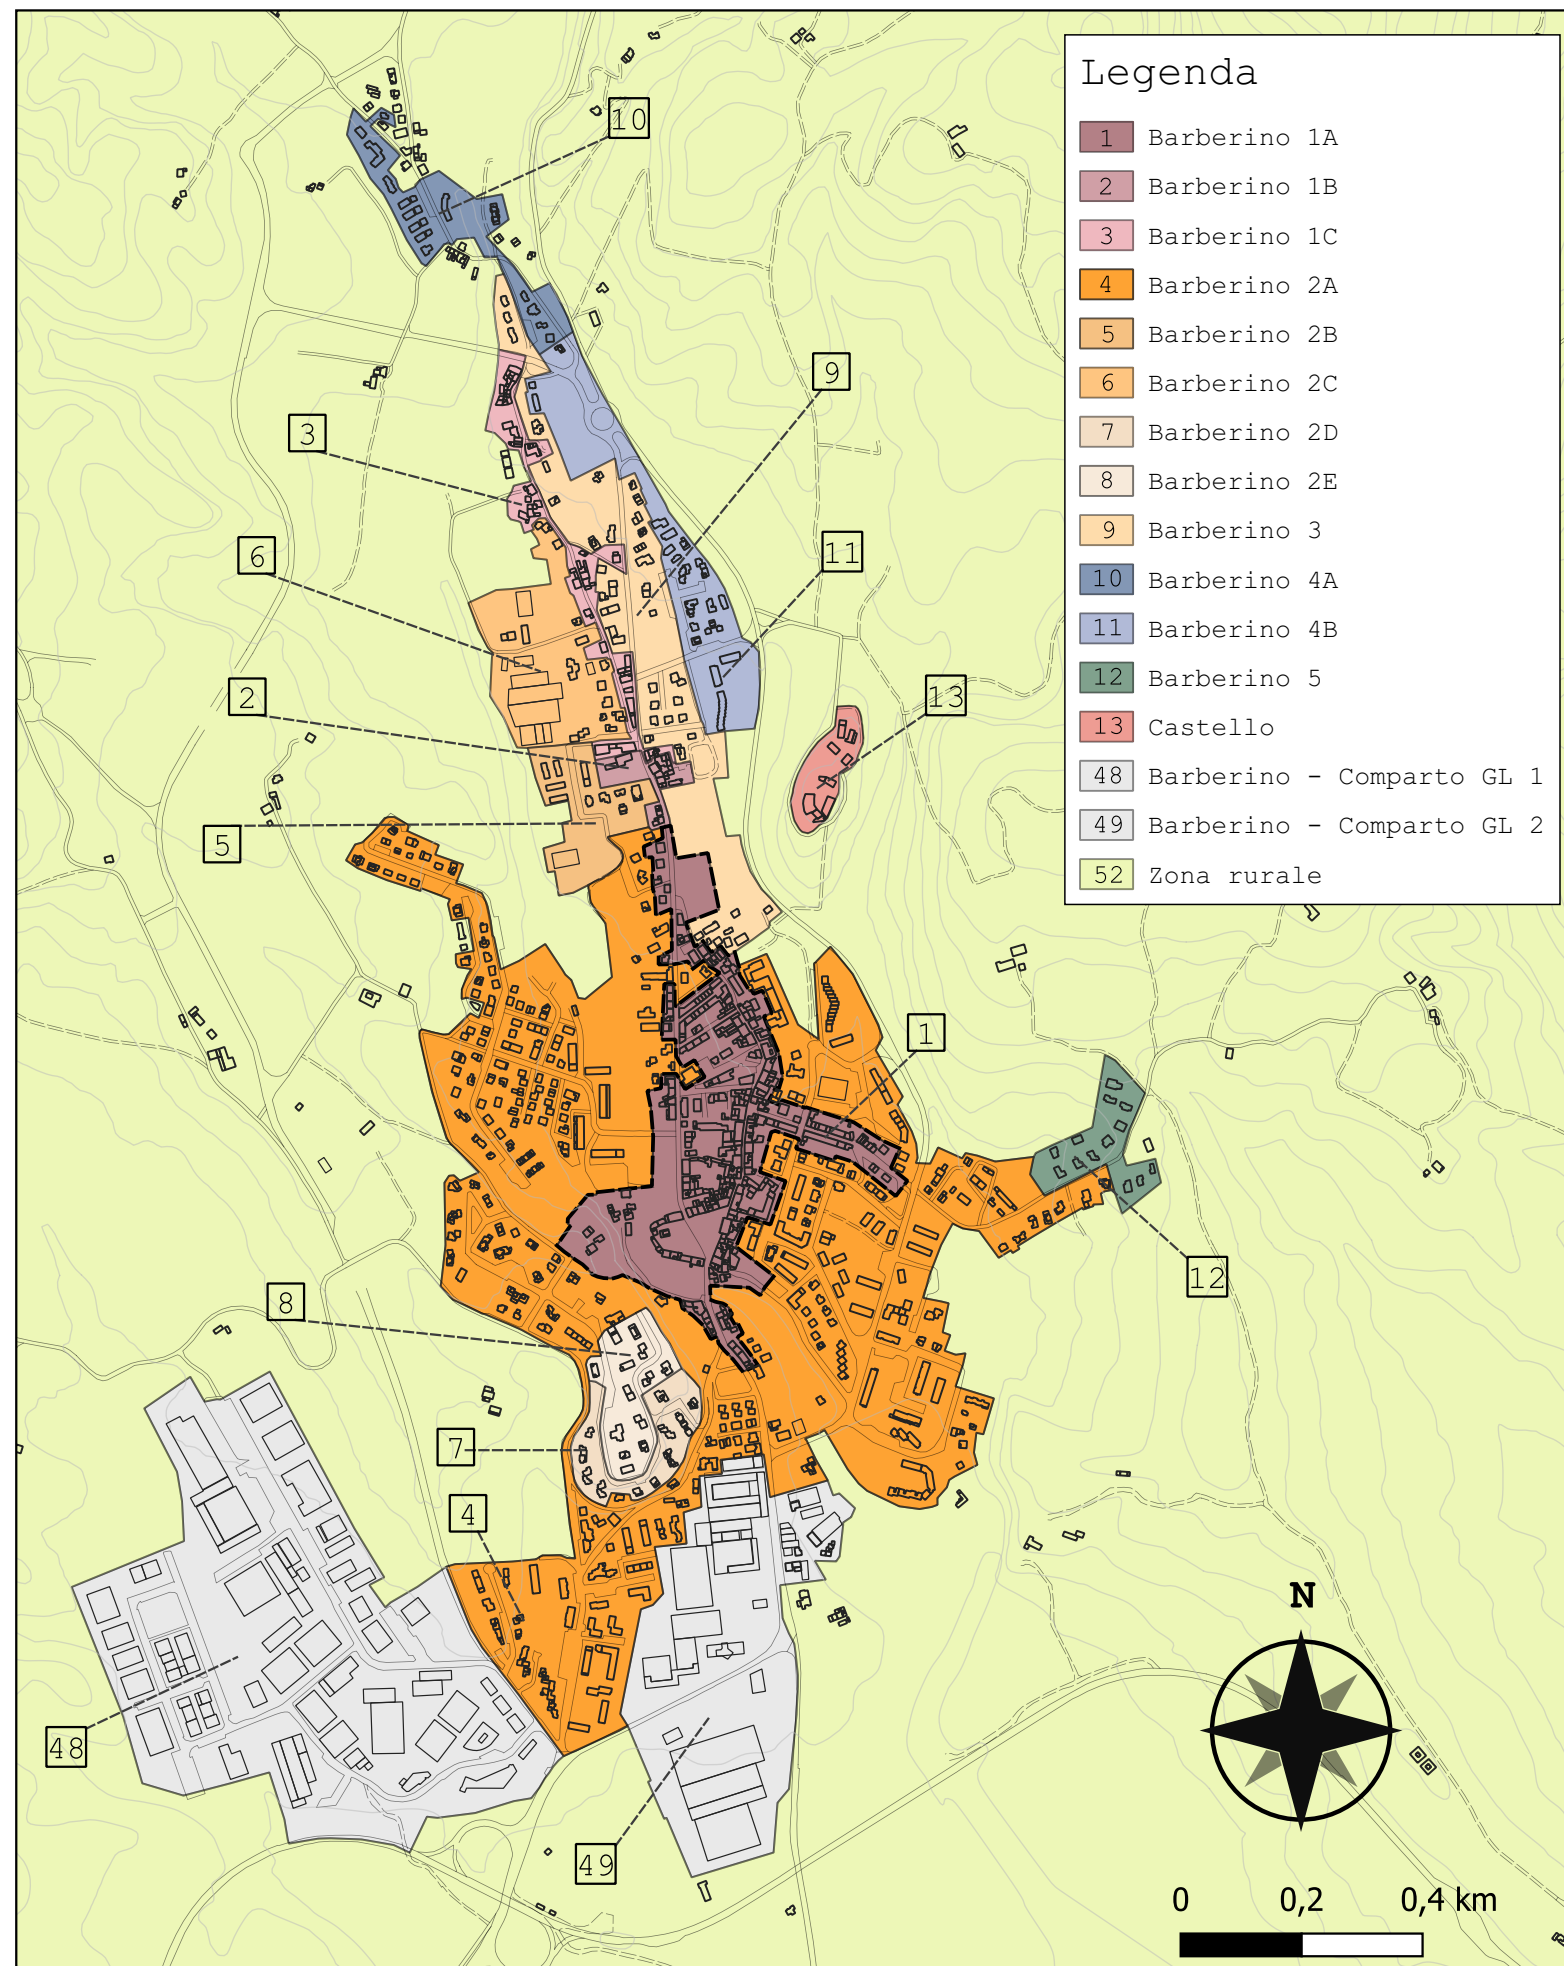 Legenda
1 Barberino 1A
2 Barberino 1B
3 Barberino 1C
4 Barberino 2A
5 Barberino 2B
6 Barberino 2C
7 Barberino 2D
8 Barberino 2E
9 Barberino 3
10 Barberino 4A
11 Barberino 4B
12 Barberino 5
13 Castello
48 Barberino - Comparto GL 1
49 Barberino - Comparto GL 2
52 Zona rurale
10
9
3
6
11
2
13
5
1
12
8
7
4
48
49
N
0 0,2 0,4 km